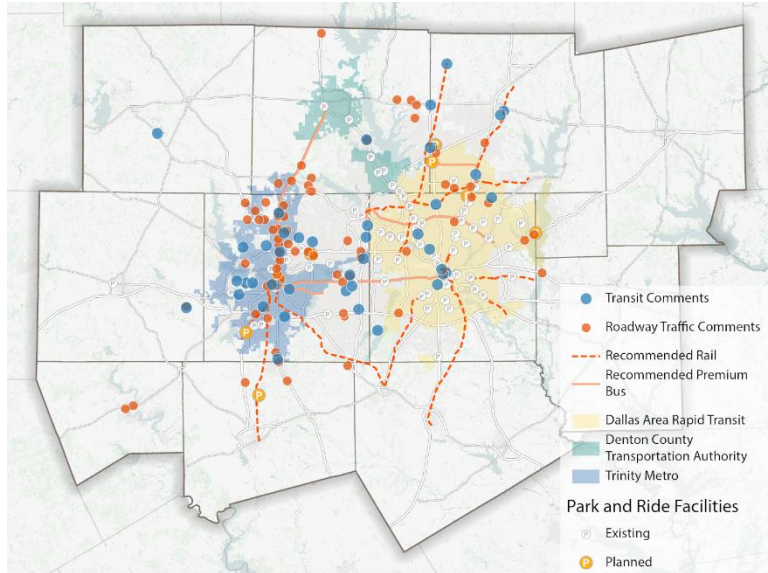 Transit Comments
Roadway Traffic Comments
Recommended Rail
Recommended Premium
Bus
Dallas Area Rapid Transit
Denton County
Transportation Authority
Trinity Metro
Park and Ride Facilities
P Existing
P Planned